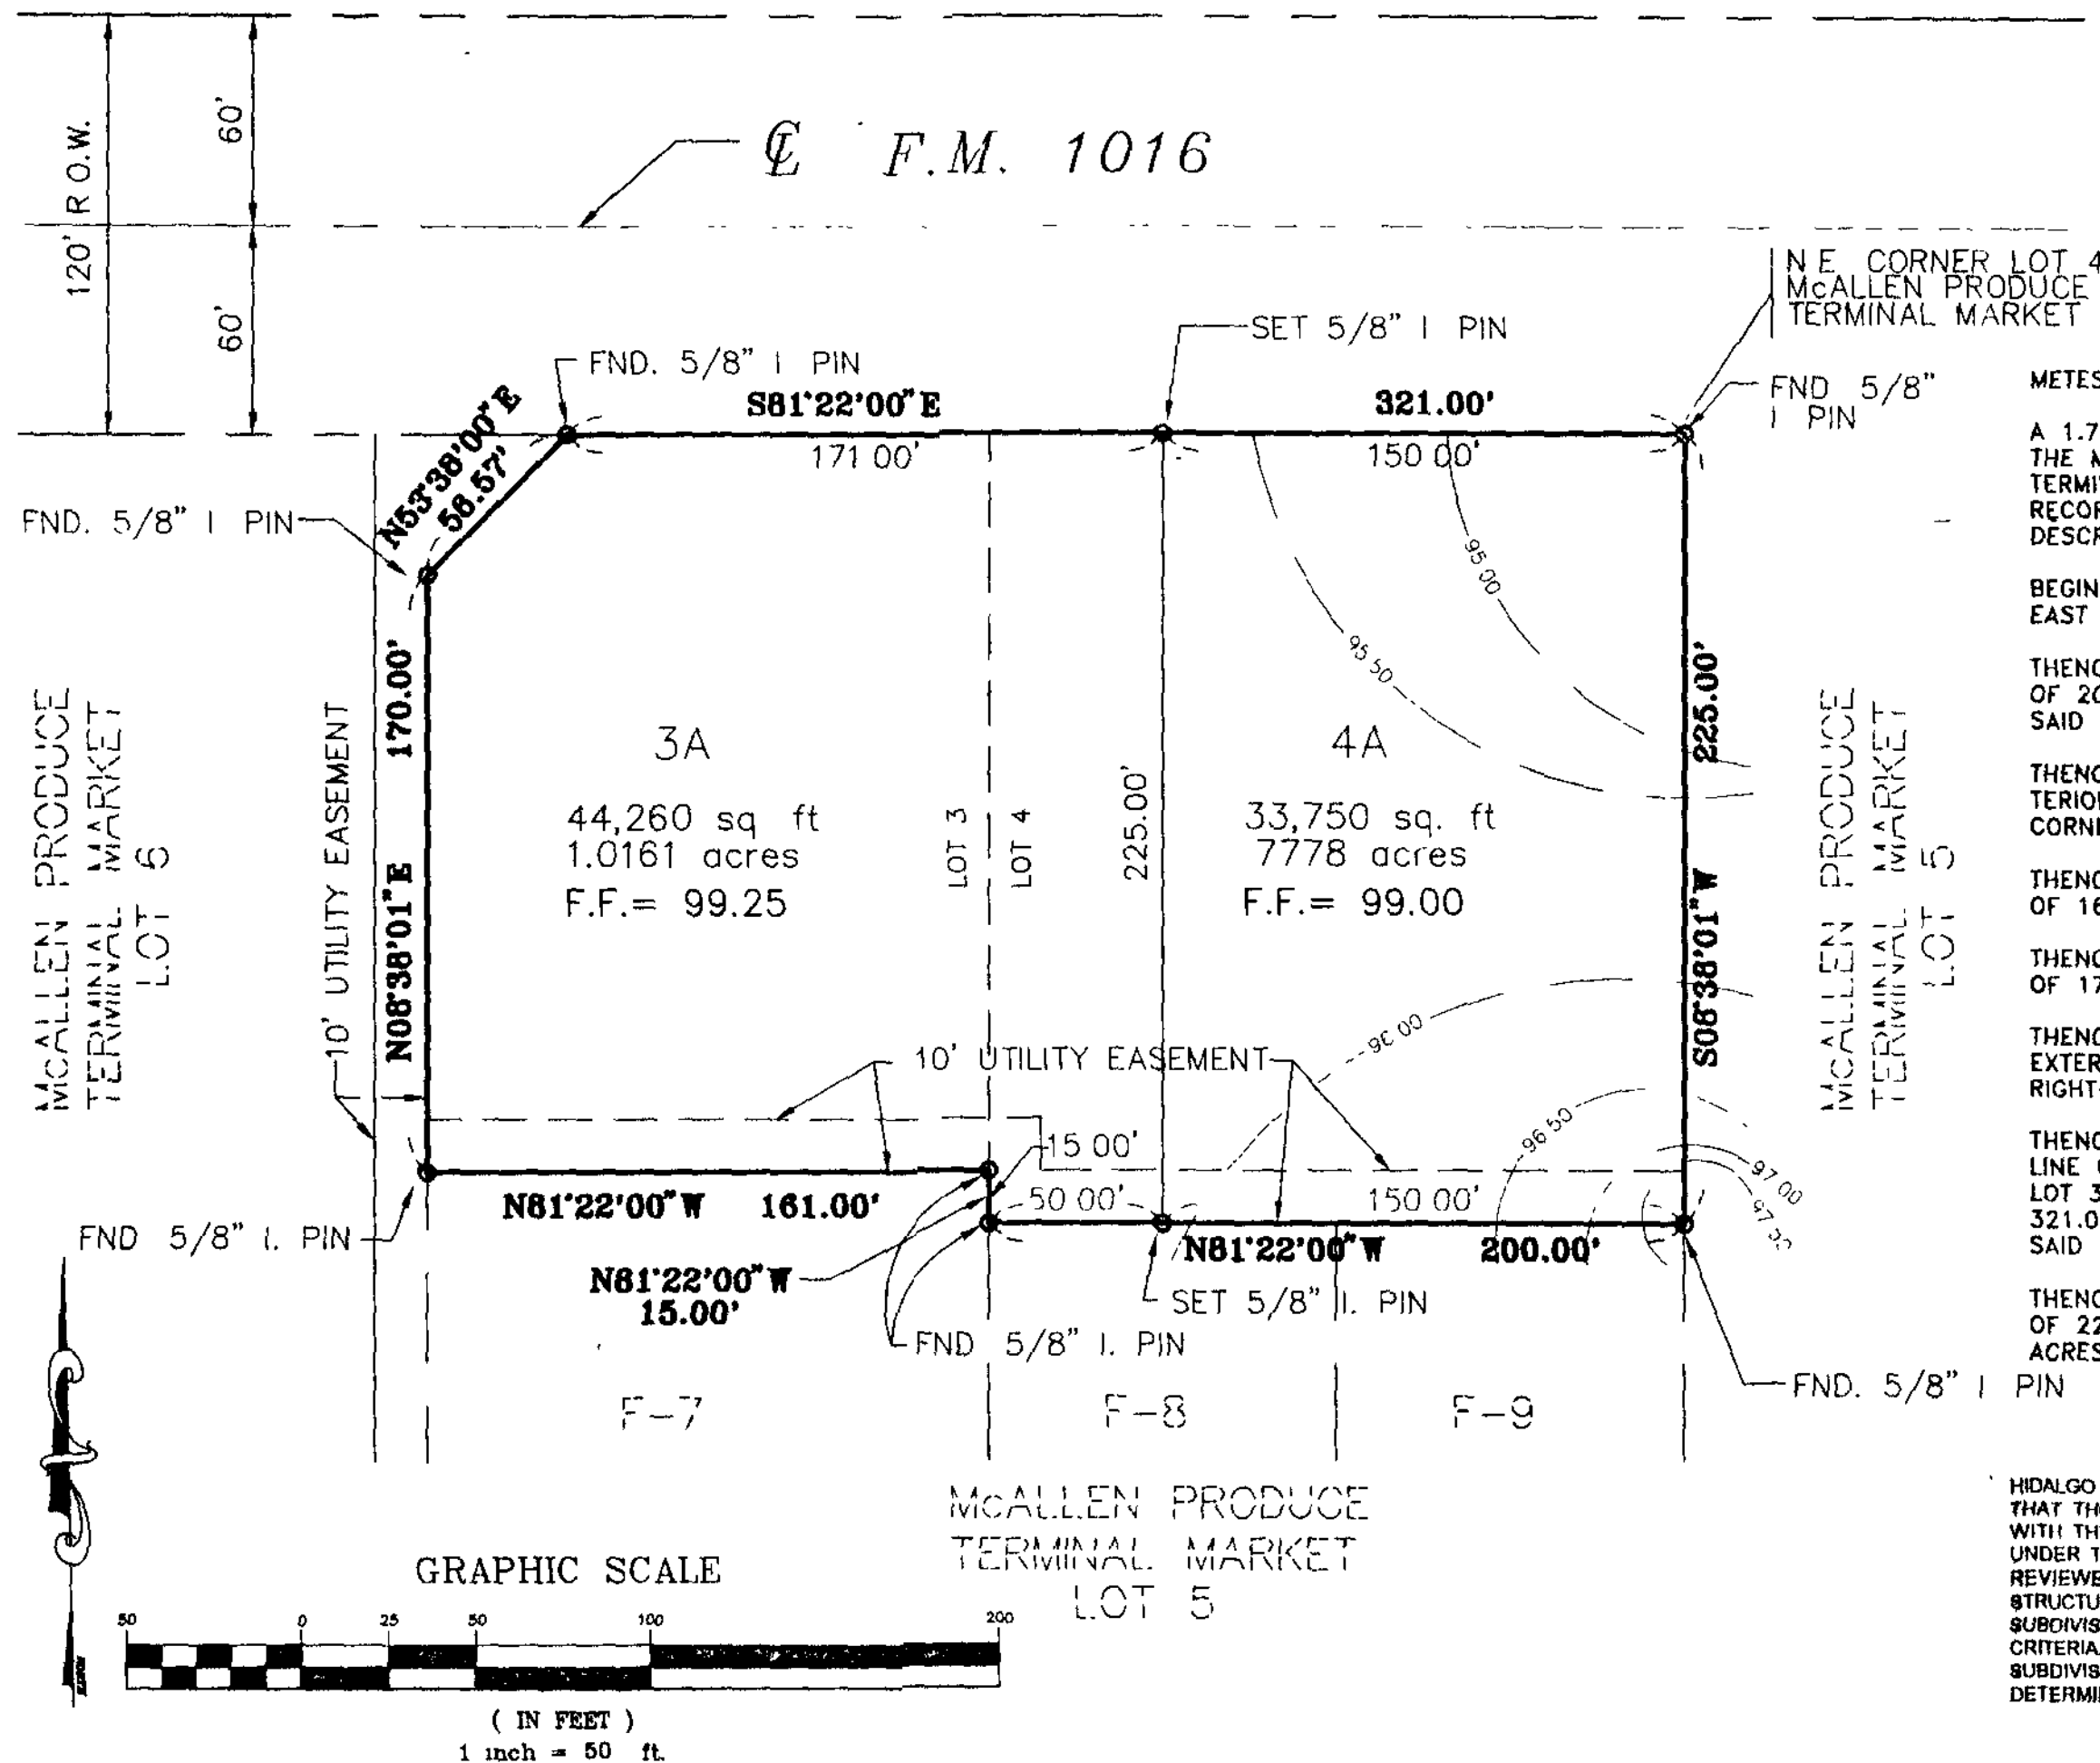 120' R.O.W.
60'
60'
℄ F.M. 1016
N E CORNER LOT 4
McALLEN PRODUCE
TERMINAL MARKET
SET 5/8" I PIN
FND. 5/8" I PIN
FND 5/8"
I PIN
S81°22'00"E
321.00'
171 00'
150 00'
N53°38'00"E
56.57'
FND. 5/8" I PIN
95 00
95 50
170.00'
N08°38'01"E
10' UTILITY EASEMENT
McALLEN PRODUCE
TERMINAL MARKET
LOT 6
3A
44,260 sq ft
1.0161 acres
F.F.= 99.25
LOT 3
LOT 4
225.00'
4A
33,750 sq. ft
7778 acres
F.F.= 99.00
225.00'
S08°38'01"W
McALLEN PRODUCE
TERMINAL MARKET
LOT 5
96 00
10' UTILITY EASEMENT
96 50
97 00
15 00'
50 00'
150 00'
N81°22'00"W 161.00'
N81°22'00"W 200.00'
FND 5/8" I. PIN
N81°22'00"W
15.00'
SET 5/8" I. PIN
FND 5/8" I. PIN
FND. 5/8" I PIN
F-7
F-8
F-9
McALLEN PRODUCE
TERMINAL MARKET
LOT 5
GRAPHIC SCALE
50 0 25 50 100 200
( IN FEET )
1 inch = 50 ft.
METES
A 1.7
THE M
TERMI
RECOR
DESCR
BEGIN
EAST
THENC
OF 20
SAID
THENC
TERIO
CORNE
THENC
OF 16
THENC
OF 17
THENC
EXTER
RIGHT-
THENC
LINE
LOT 3
321.0
SAID
THENC
OF 22
ACRES
HIDALGO
THAT TH
WITH TH
UNDER T
REVIEWE
STRUCTU
SUBDIVIS
CRITERIA
SUBDIVIS
DETERMI